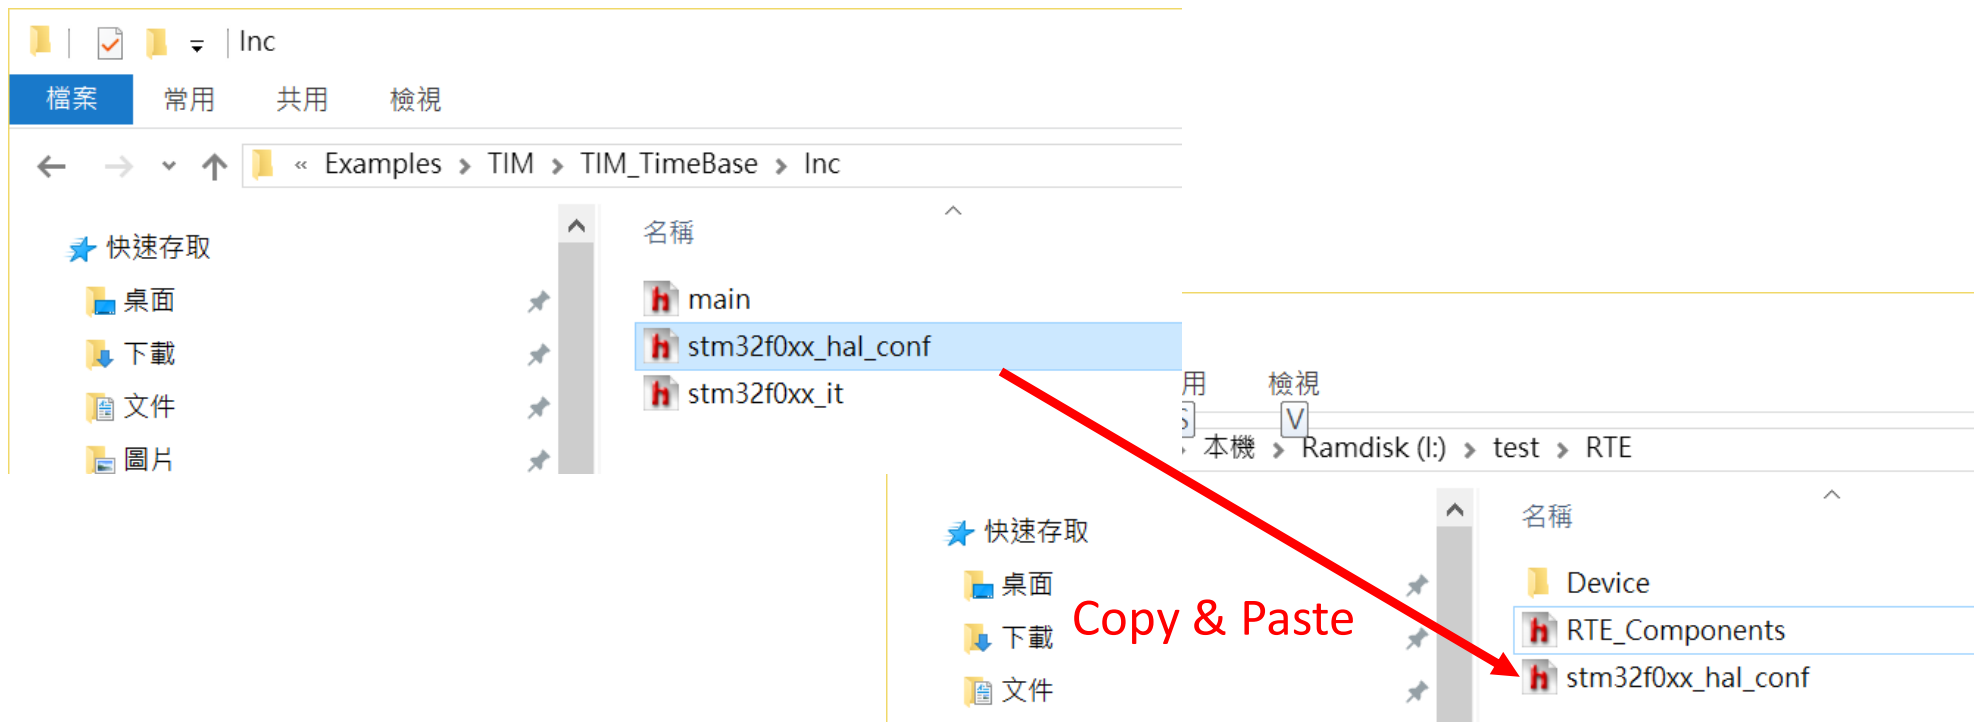 Inc
檔案 常用 共用 檢視
« Examples > TIM > TIM_TimeBase > Inc
快速存取
桌面
下載
文件
圖片
名稱
main
stm32f0xx_hal_conf
stm32f0xx_it
用 檢視
S V
本機 > Ramdisk (I:) > test > RTE
快速存取
桌面
下載
文件
Copy & Paste
名稱
Device
RTE_Components
stm32f0xx_hal_conf